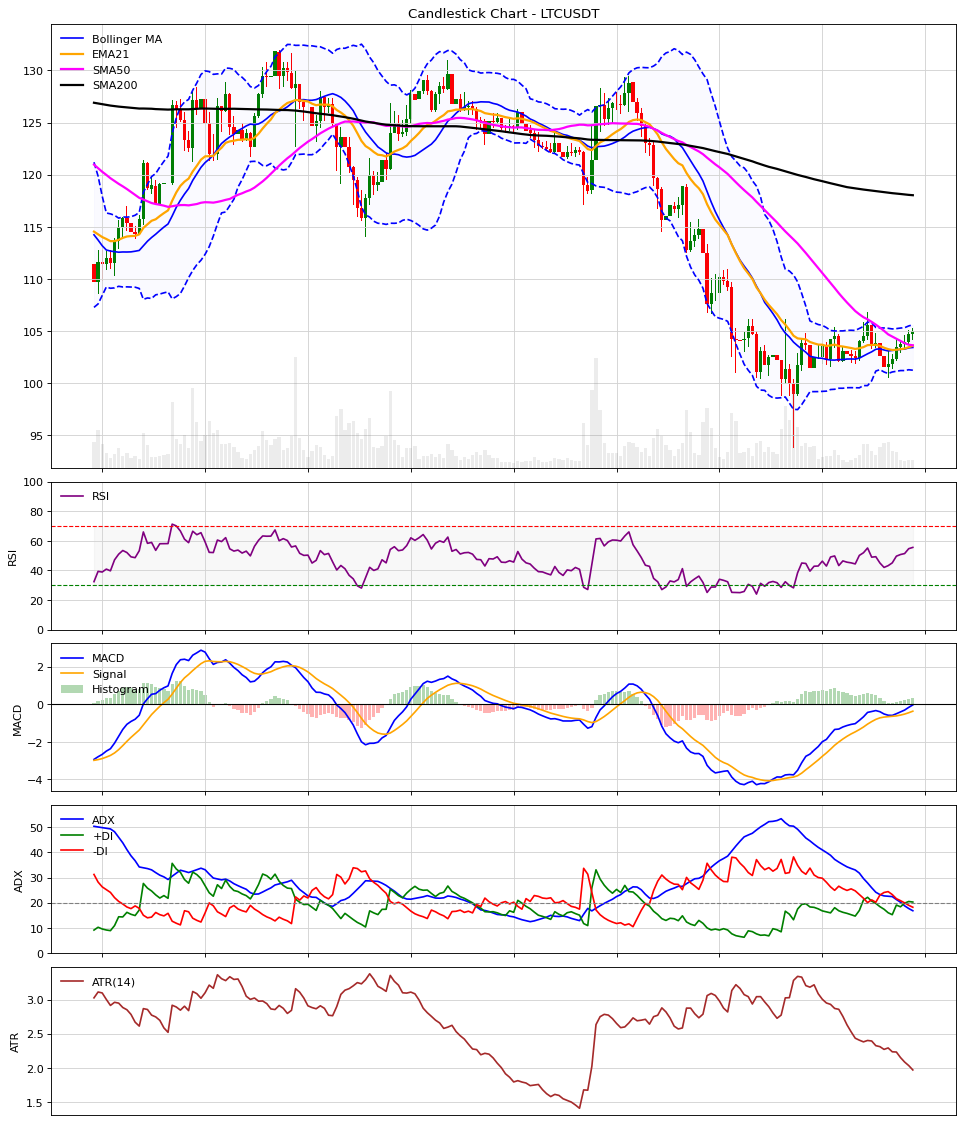 Candlestick Chart - LTCUSDT
Bollinger MA
EMA21
SMA50
SMA200
130
125
120
115
110
105
100
95
RSI
100
80
60
40
20
0
RSI
MACD
Signal
Histogram
2
0
−2
−4
MACD
ADX
+DI
-DI
50
40
30
20
10
0
ADX
ATR(14)
3.0
2.5
2.0
1.5
ATR